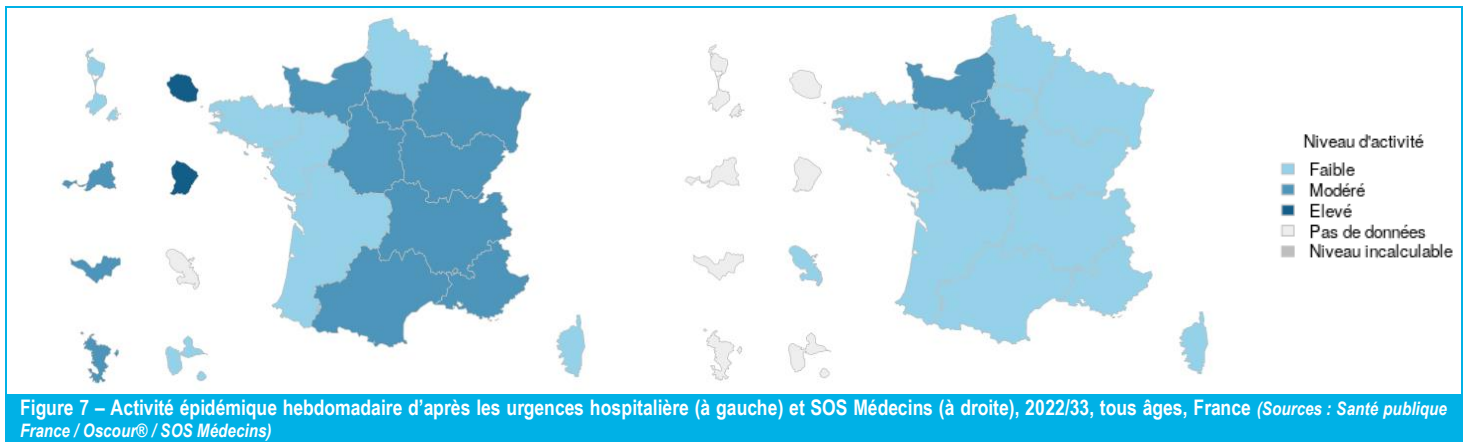 Niveau d'activité
Faible
Modéré
Elevé
Pas de données
Niveau incalculable
Figure 7 – Activité épidémique hebdomadaire d'après les urgences hospitalière (à gauche) et SOS Médecins (à droite), 2022/33, tous âges, France (Sources : Santé publique
France / Oscour® / SOS Médecins)